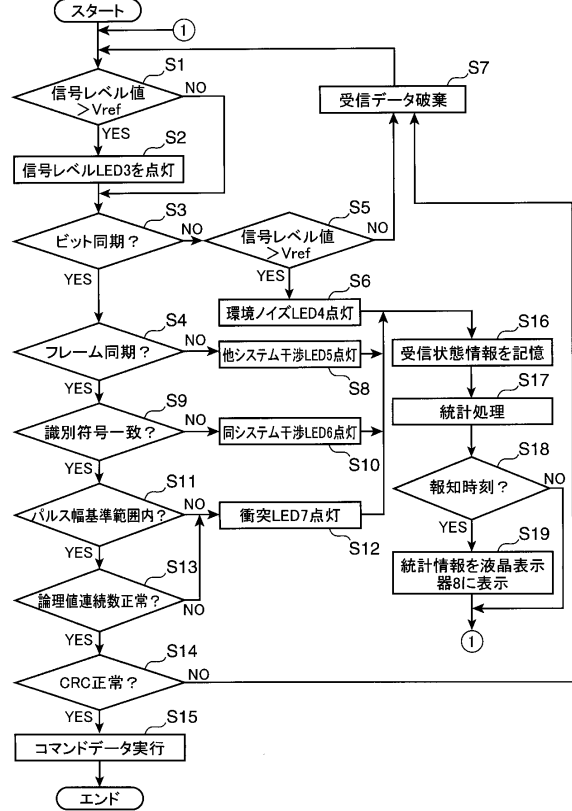 スタート
1
S1
信号レベル値
>Vref
NO
YES
S2
信号レベルLED3を点灯
S7
受信データ破棄
S3
ビット同期?
NO
YES
S5
信号レベル値
>Vref
NO
YES
S6
環境ノイズLED4点灯
S4
フレーム同期?
NO
YES
他システム干渉LED5点灯
S8
S16
受信状態情報を記憶
S17
統計処理
S9
識別符号一致?
NO
YES
同システム干渉LED6点灯
S10
S18
報知時刻?
NO
YES
S11
パルス幅基準範囲内?
NO
YES
衝突LED7点灯
S12
S19
統計情報を液晶表示
器8に表示
1
S13
論理値連続数正常?
NO
YES
S14
CRC正常?
NO
YES
S15
コマンドデータ実行
エンド